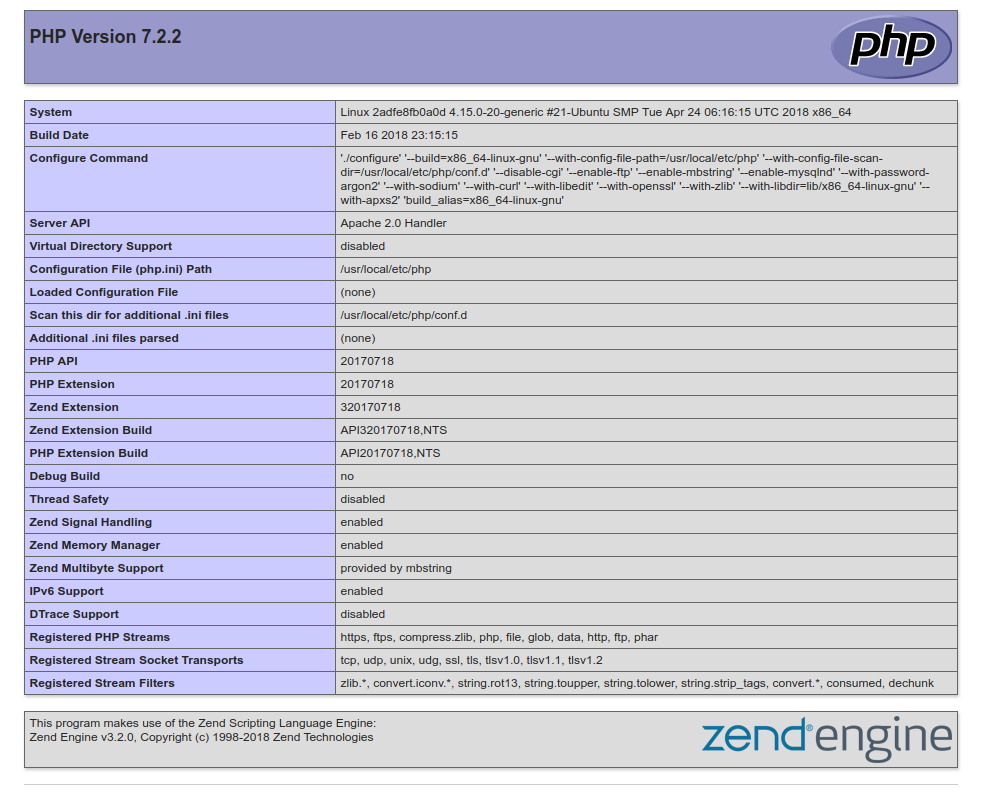 PHP Version 7.2.2
php
System Linux 2adfe8fb0a0d 4.15.0-20-generic #21-Ubuntu SMP Tue Apr 24 06:16:15 UTC 2018 x86_64
Build Date Feb 16 2018 23:15:15
Configure Command './configure' '--build=x86_64-linux-gnu' '--with-config-file-path=/usr/local/etc/php' '--with-config-file-scan-
dir=/usr/local/etc/php/conf.d' '--disable-cgi' '--enable-ftp' '--enable-mbstring' '--enable-mysqlnd' '--with-password-
argon2' '--with-sodium' '--with-curl' '--with-libedit' '--with-openssl' '--with-zlib' '--with-libdir=lib/x86_64-linux-gnu' '--
with-apxs2' 'build_alias=x86_64-linux-gnu'
Server API Apache 2.0 Handler
Virtual Directory Support disabled
Configuration File (php.ini) Path /usr/local/etc/php
Loaded Configuration File (none)
Scan this dir for additional .ini files /usr/local/etc/php/conf.d
Additional .ini files parsed (none)
PHP API 20170718
PHP Extension 20170718
Zend Extension 320170718
Zend Extension Build API320170718,NTS
PHP Extension Build API20170718,NTS
Debug Build no
Thread Safety disabled
Zend Signal Handling enabled
Zend Memory Manager enabled
Zend Multibyte Support provided by mbstring
IPv6 Support enabled
DTrace Support disabled
Registered PHP Streams https, ftps, compress.zlib, php, file, glob, data, http, ftp, phar
Registered Stream Socket Transports tcp, udp, unix, udg, ssl, tls, tlsv1.0, tlsv1.1, tlsv1.2
Registered Stream Filters zlib.*, convert.iconv.*, string.rot13, string.toupper, string.tolower, string.strip_tags, convert.*, consumed, dechunk
This program makes use of the Zend Scripting Language Engine:
Zend Engine v3.2.0, Copyright (c) 1998-2018 Zend Technologies
zend® engine